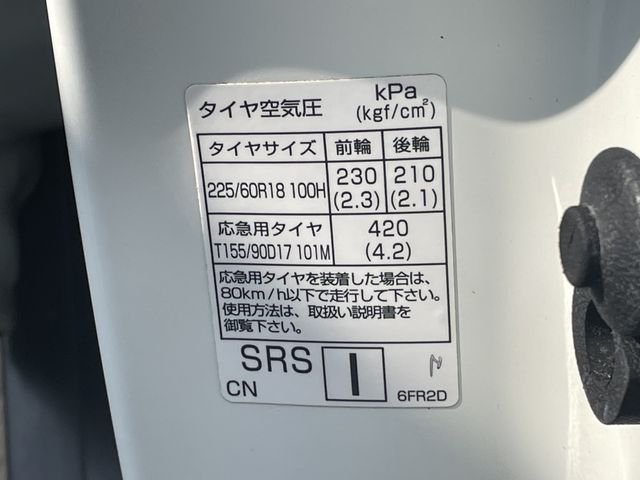 タイヤ空気圧 kPa
(kgf/cm²)
タイヤサイズ 前輪 後輪
225/60R18 100H 230 210
(2.3) (2.1)
応急用タイヤ 420
T155/90D17 101M (4.2)
応急用タイヤを装着した場合は、
80km/h以下で走行して下さい。
使用方法は、取扱い説明書を
御覧下さい。
SRS I
CN 6FR2D